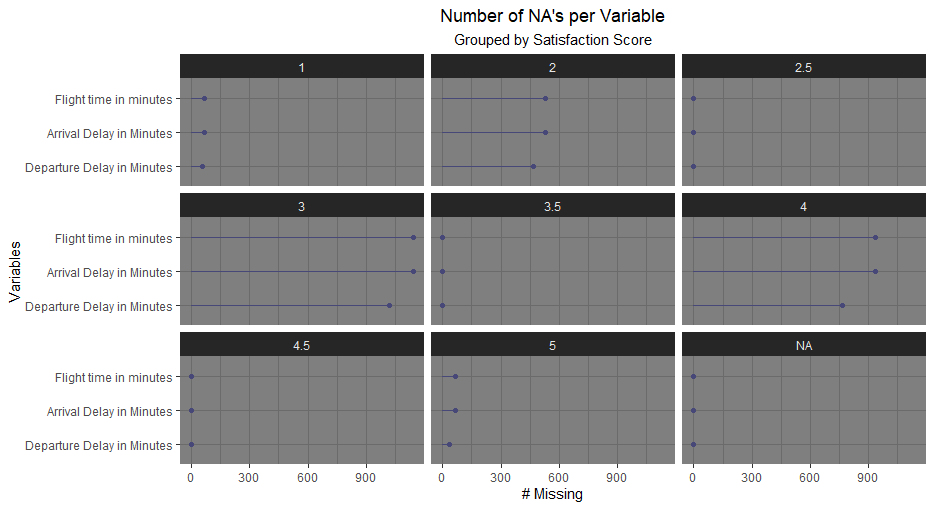 Number of NA's per Variable
Grouped by Satisfaction Score
1
2
2.5
Flight time in minutes
Arrival Delay in Minutes
Departure Delay in Minutes
3
3.5
4
Flight time in minutes
Arrival Delay in Minutes
Departure Delay in Minutes
Variables
4.5
5
NA
Flight time in minutes
Arrival Delay in Minutes
Departure Delay in Minutes
0 300 600 900 0 300 600 900 0 300 600 900
# Missing